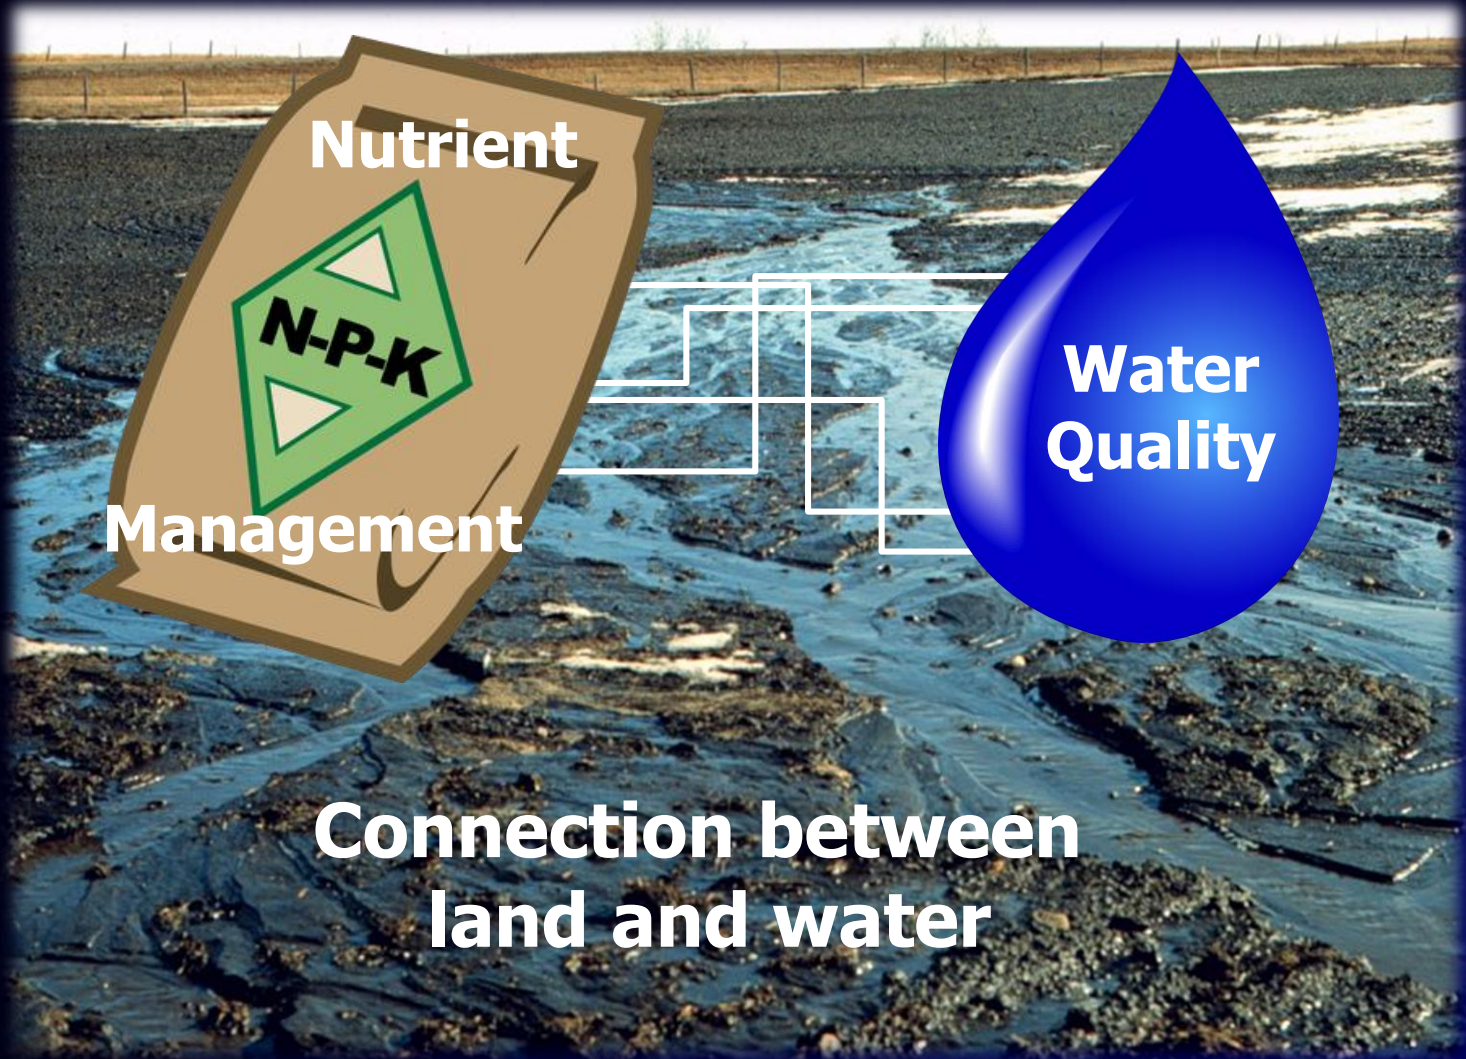 Nutrient
N-P-K
Management
Water
Quality
Connection between
land and water